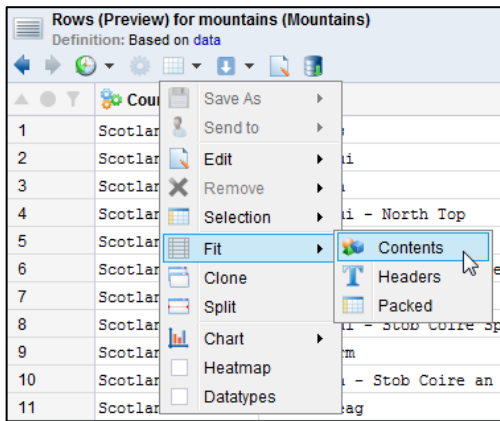 Rows (Preview) for mountains (Mountains)
Definition: Based on data
Cou
1 Scotlar
2 Scotlar ui
3 Scotlar
4 Scotlar ui - North Top
5 Scotlar
6 Scotlar
7 Scotlar
8 Scotlar ui - Stob Coire Sp
9 Scotlar rm
10 Scotlar - Stob Coire an
11 Scotlar eag
Save As
Send to
Edit
Remove
Selection
Fit
Clone
Split
Chart
Heatmap
Datatypes
Contents
Headers
Packed